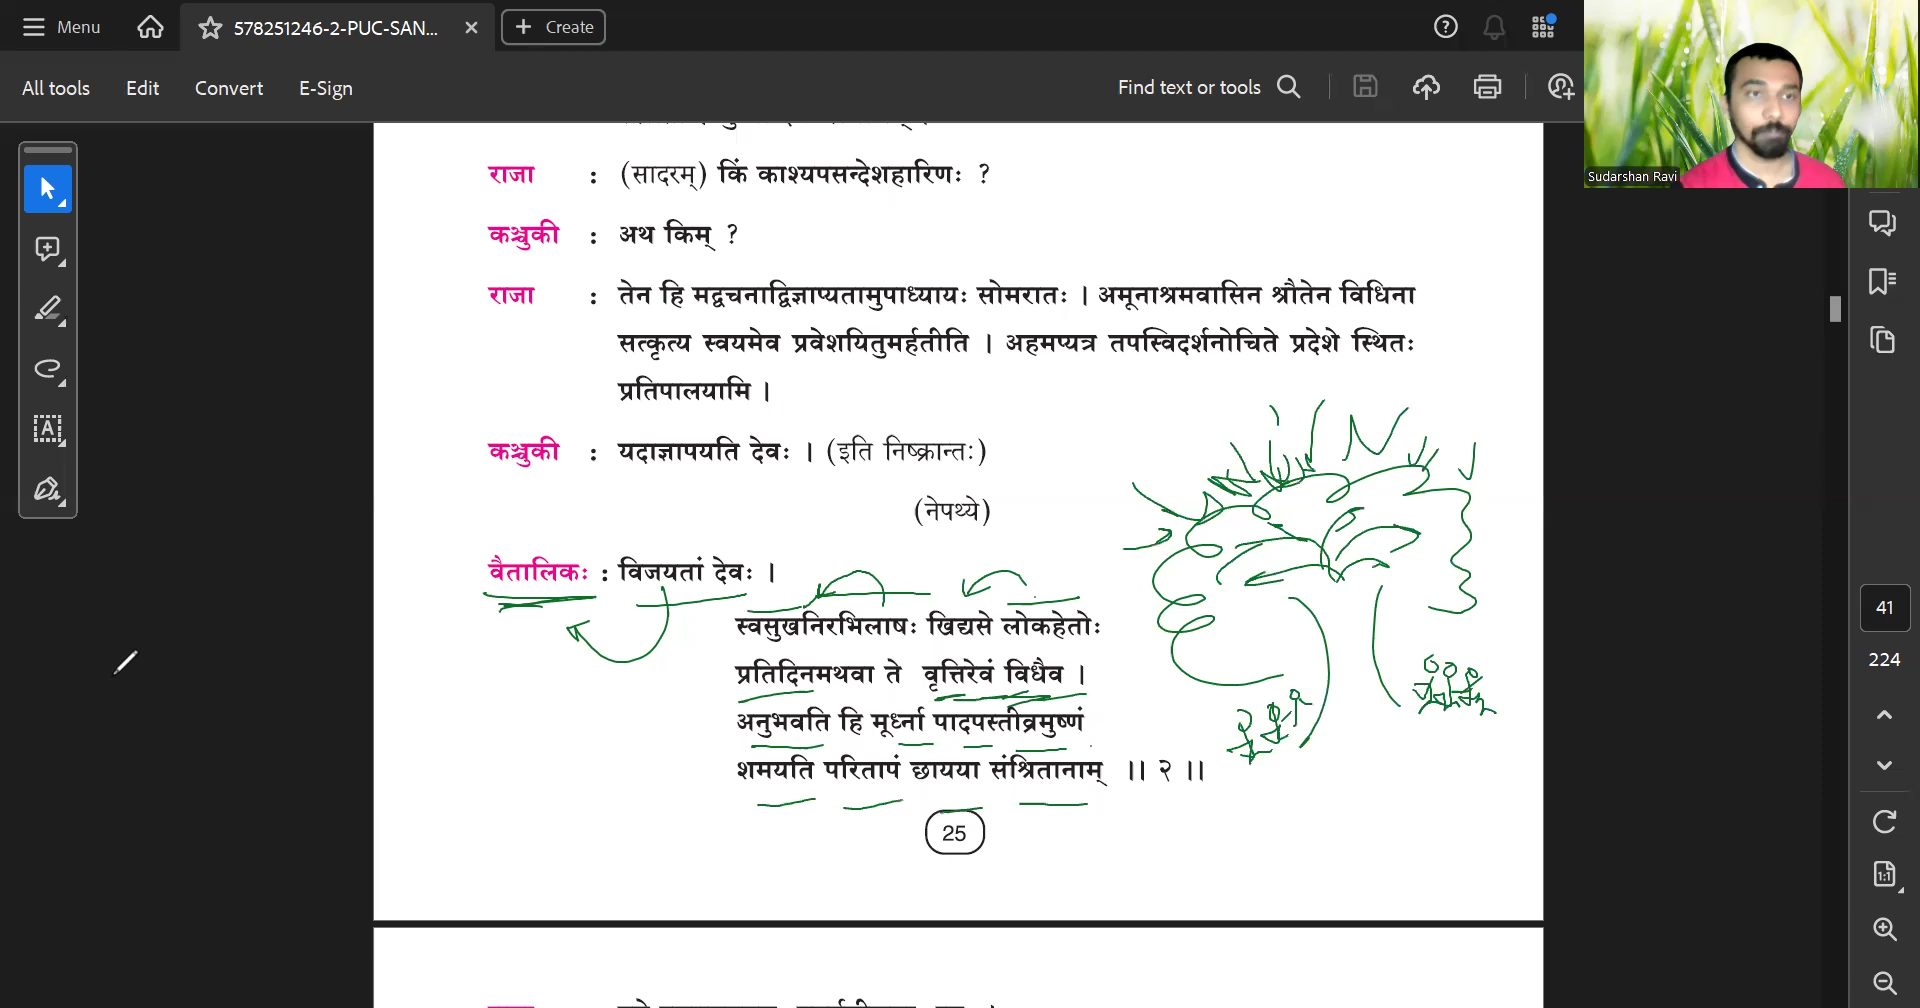 Menu
578251246-2-PUC-SAN...
Create
All tools
Edit
Convert
E-Sign
Find text or tools
Sudarshan Ravi
राजा : (सादरम्) किं काश्यपसन्देशहारिणः ?
कञ्चुकी : अथ किम् ?
राजा : तेन हि मद्वचनाद्विज्ञाप्यतामुपाध्यायः सोमरातः । अमूनाश्रमवासिन श्रौतेन विधिना
सत्कृत्य स्वयमेव प्रवेशयितुमर्हतीति । अहमप्यत्र तपस्विदर्शनोचिते प्रदेशे स्थितः
प्रतिपालयामि ।
कञ्चुकी : यदाज्ञापयति देवः । (इति निष्क्रान्तः)
(नेपथ्ये)
वैतालिकः : विजयतां देवः ।
स्वसुखनिरभिलाषः खिद्यसे लोकहेतोः
प्रतिदिनमथवा ते वृत्तिरेवं विधैव ।
अनुभवति हि मूर्ध्ना पादपस्तीव्रमुष्णं
शमयति परितापं छायया संश्रितानाम् ।। २ ।।
25
41
224